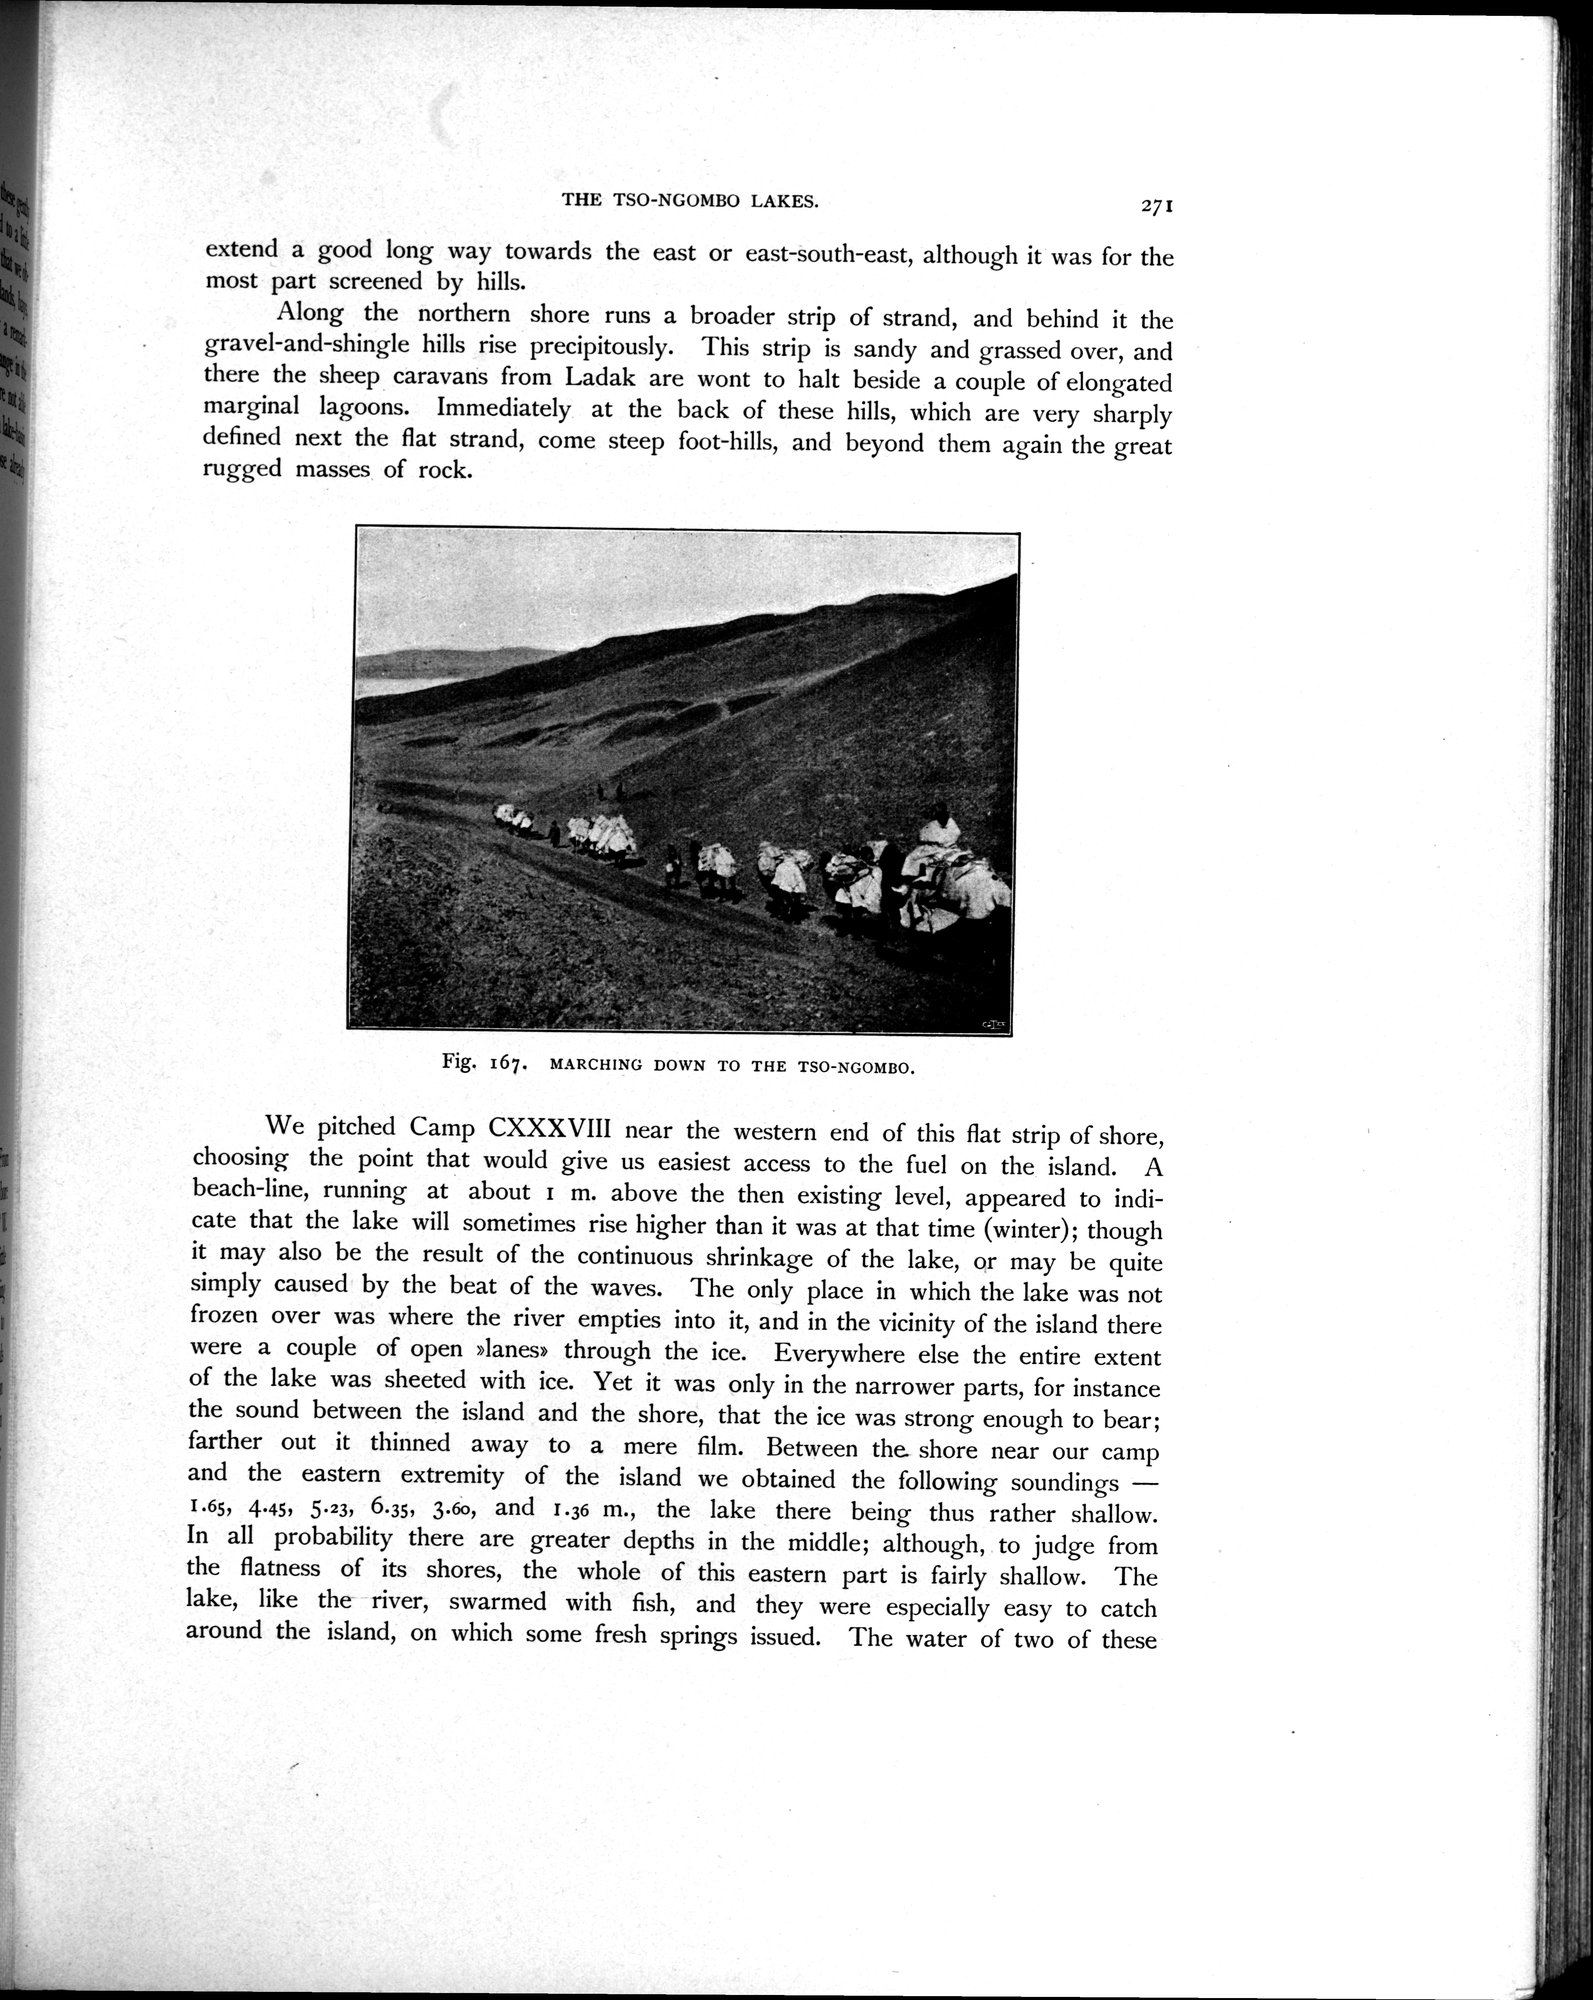 THE TSO-NGOMBO LAKES. 271
extend a good long way towards the east or east-south-east, although it was for the
most part screened by hills.
Along the northern shore runs a broader strip of strand, and behind it the
gravel-and-shingle hills rise precipitously. This strip is sandy and grassed over, and
there the sheep caravans from Ladak are wont to halt beside a couple of elongated
marginal lagoons. Immediately at the back of these hills, which are very sharply
defined next the flat strand, come steep foot-hills, and beyond them again the great
rugged masses of rock.
Fig. 167. MARCHING DOWN TO THE TSO-NGOMBO.
We pitched Camp CXXXVIII near the western end of this flat strip of shore,
choosing the point that would give us easiest access to the fuel on the island. A
beach-line, running at about 1 m. above the then existing level, appeared to indi-
cate that the lake will sometimes rise higher than it was at that time (winter); though
it may also be the result of the continuous shrinkage of the lake, or may be quite
simply caused by the beat of the waves. The only place in which the lake was not
frozen over was where the river empties into it, and in the vicinity of the island there
were a couple of open »lanes» through the ice. Everywhere else the entire extent
of the lake was sheeted with ice. Yet it was only in the narrower parts, for instance
the sound between the island and the shore, that the ice was strong enough to bear;
farther out it thinned away to a mere film. Between the shore near our camp
and the eastern extremity of the island we obtained the following soundings —
1.65, 4.45, 5.23, 6.35, 3.60, and 1.36 m., the lake there being thus rather shallow.
In all probability there are greater depths in the middle; although, to judge from
the flatness of its shores, the whole of this eastern part is fairly shallow. The
lake, like the river, swarmed with fish, and they were especially easy to catch
around the island, on which some fresh springs issued. The water of two of these